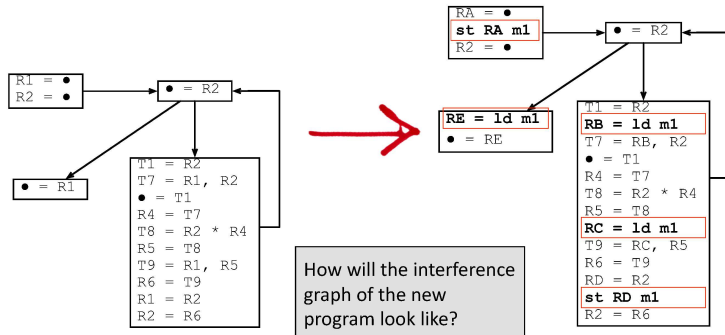 R1 = ●
R2 = ●
● = R2
● = R1
T1 = R2
T7 = R1, R2
● = T1
R4 = T7
T8 = R2 * R4
R5 = T8
T9 = R1, R5
R6 = T9
R1 = R2
R2 = R6
RA = ●
st RA m1
R2 = ●
● = R2
RE = ld m1
● = RE
T1 = R2
RB = ld m1
T7 = RB, R2
● = T1
R4 = T7
T8 = R2 * R4
R5 = T8
RC = ld m1
T9 = RC, R5
R6 = T9
RD = R2
st RD m1
R2 = R6
How will the interference
graph of the new
program look like?